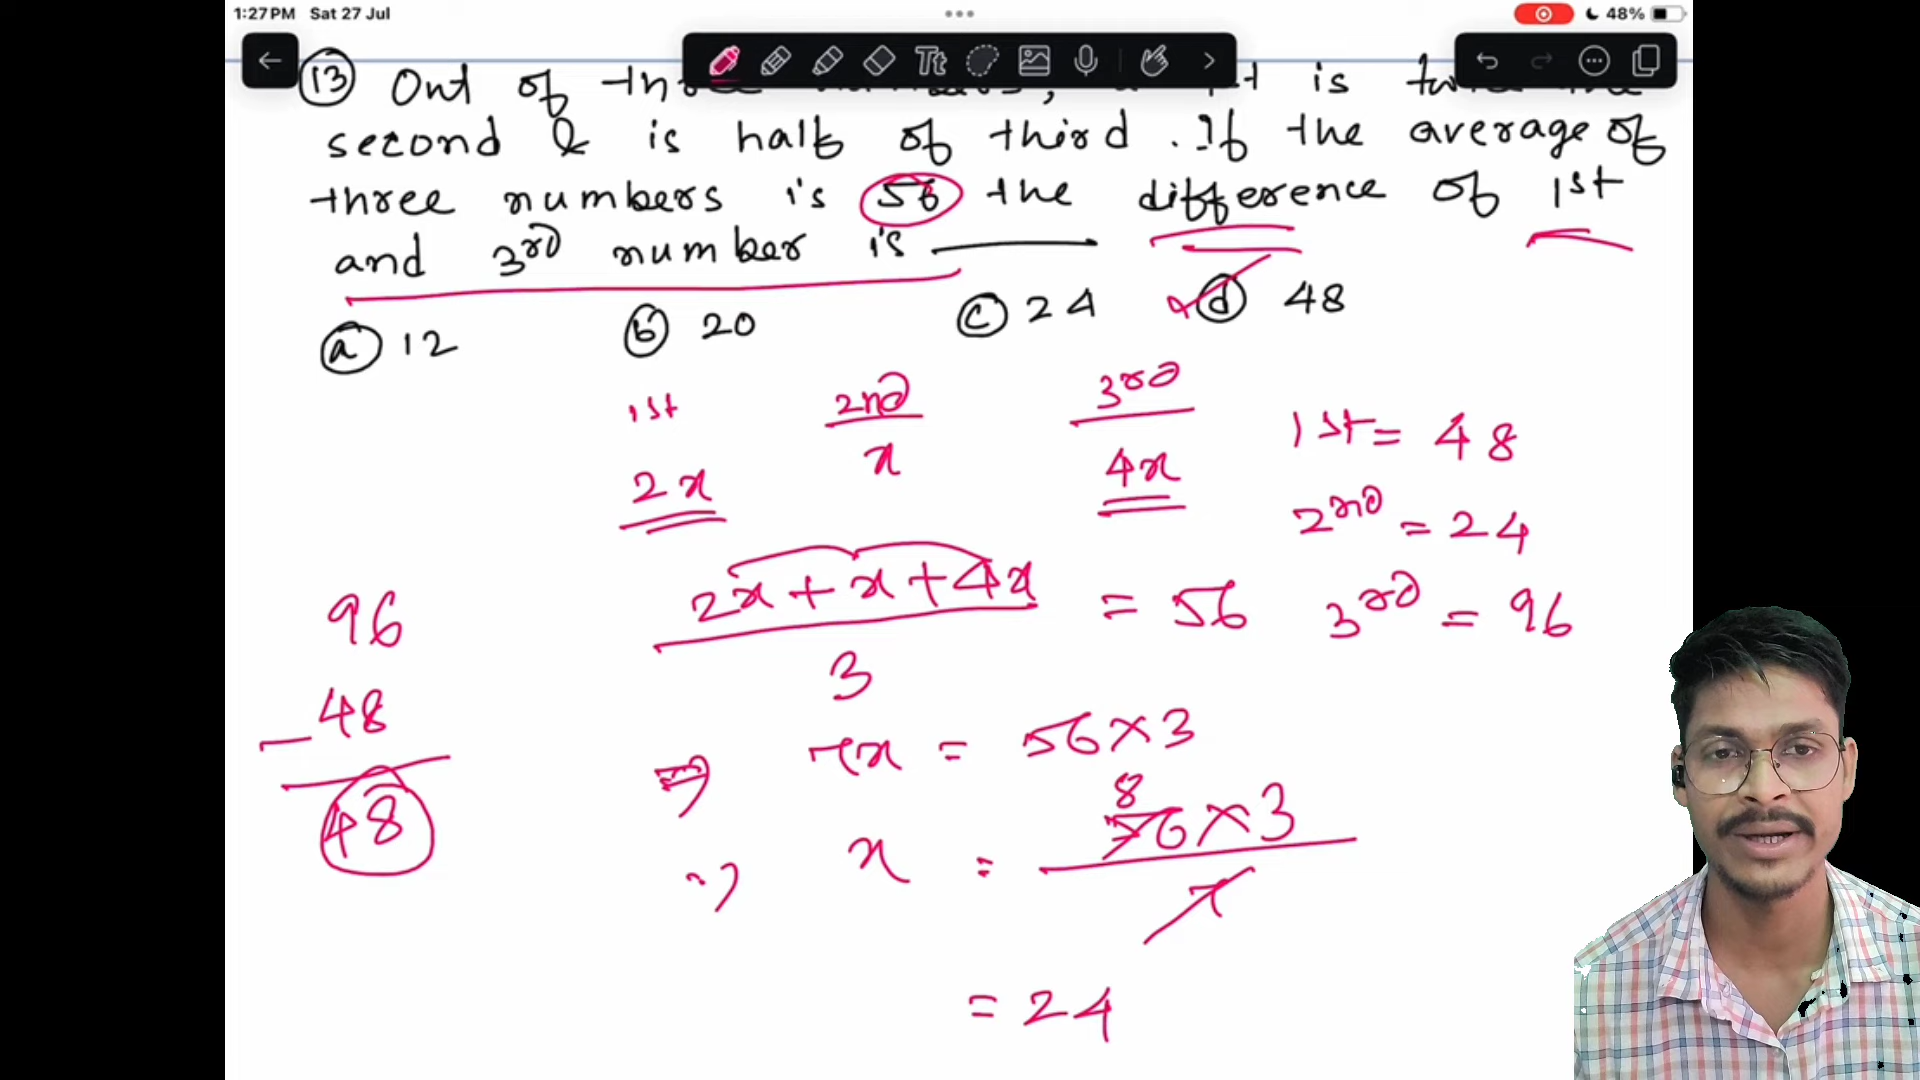 1:27 PM Sat 27 Jul
48%
Tt
13 Out of is
second & is half of third. If the average of
three numbers is 56 the difference of 1st
and 3rd number is ______
a 12 b 20 c 24 d 48
1st 2nd 3rd
2x x 4x
1st = 48
2nd = 24
3rd = 96
2x + x + 4x = 56
3
⇒ 7x = 56 × 3
⇒ x = 8 56 × 3
7
= 24
96
- 48
48